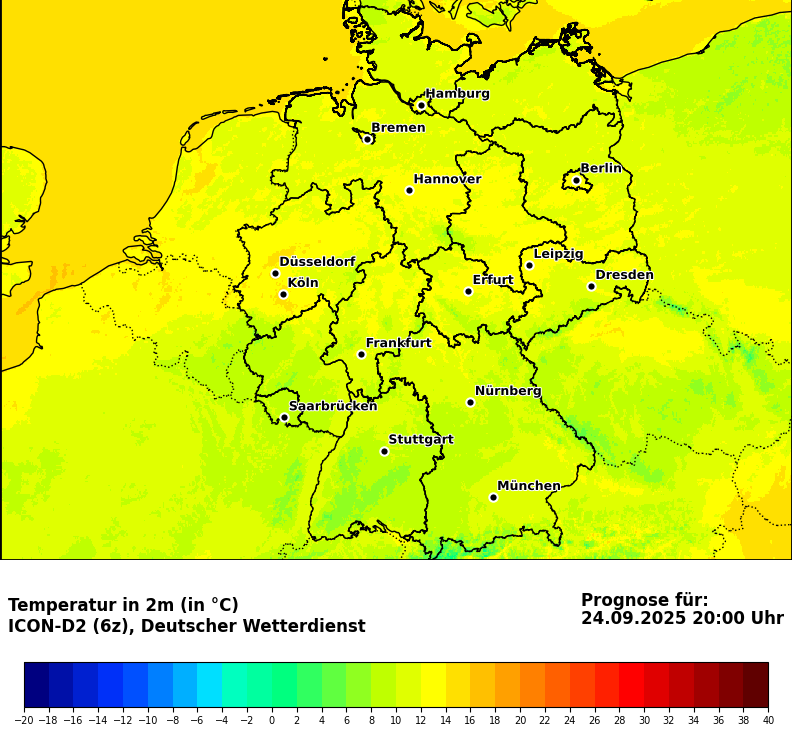 Hamburg
Bremen
Berlin
Hannover
Leipzig
Düsseldorf
Dresden
Köln
Erfurt
Frankfurt
Nürnberg
Saarbrücken
Stuttgart
München
Temperatur in 2m (in °C)
ICON-D2 (6z), Deutscher Wetterdienst
Prognose für:
24.09.2025 20:00 Uhr
−20 −18 −16 −14 −12 −10 −8 −6 −4 −2 0 2 4 6 8 10 12 14 16 18 20 22 24 26 28 30 32 34 36 38 40